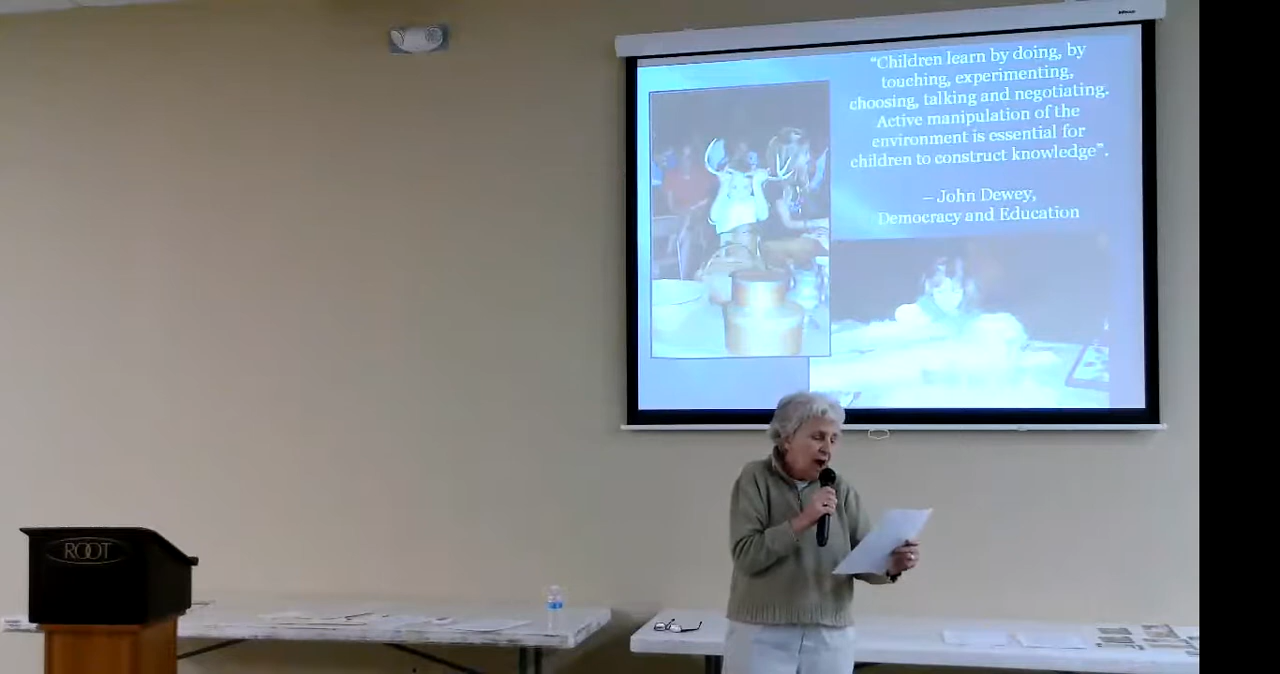 “Children learn by doing, by
touching, experimenting,
choosing, talking and negotiating.
Active manipulation of the
environment is essential for
children to construct knowledge”.
– John Dewey,
Democracy and Education
ROOT